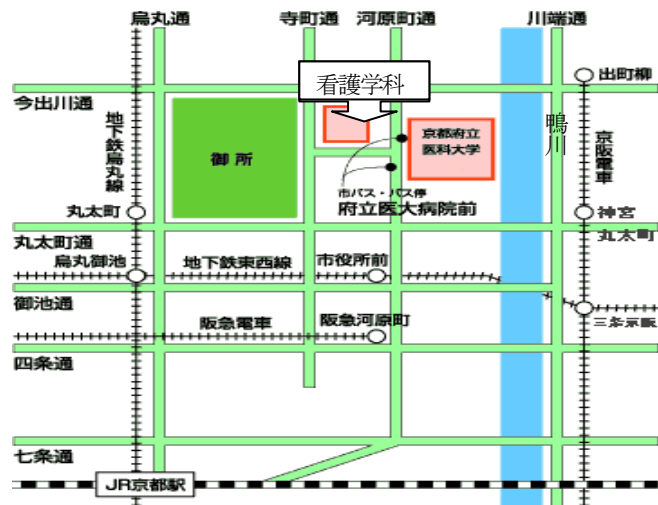 烏丸通
寺町通
河原町通
川端通
看護学科
出町柳
今出川通
地下鉄烏丸線
御所
京都府立
医科大学
鴨川
京阪電車
市バス・バス停
府立医大病院前
丸太町
神宮
丸太町
丸太町通
烏丸御池
地下鉄東西線
市役所前
御池通
三条京阪
阪急電車
阪急河原町
四条通
七条通
JR京都駅